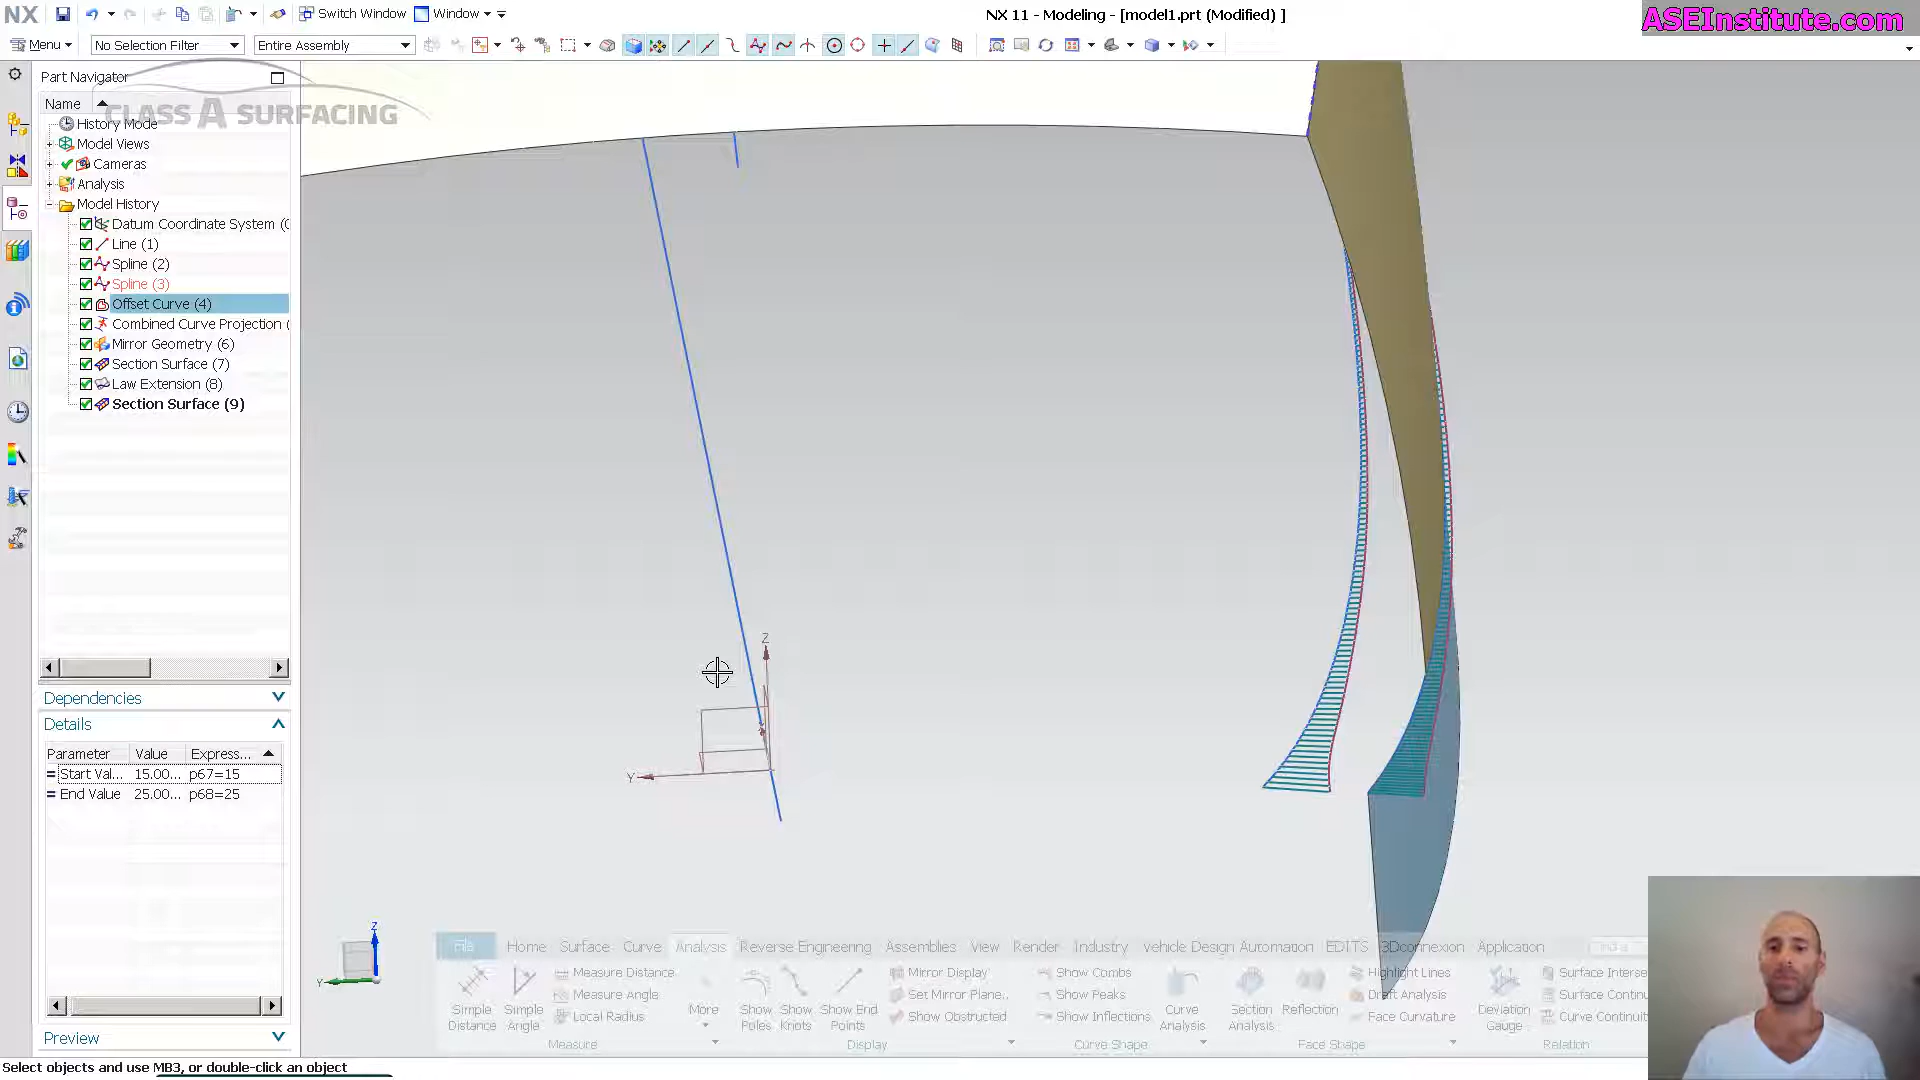 NX
Switch Window
Window
NX 11 - Modeling - [model1.prt (Modified) ]
ASEInstitute.com
Menu
No Selection Filter
Entire Assembly
Part Navigator
CLASS A SURFACING
Name
History Mode
Model Views
Cameras
Analysis
Model History
Datum Coordinate System (0
Line (1)
Spline (2)
Spline (3)
Offset Curve (4)
Combined Curve Projection (
Mirror Geometry (6)
Section Surface (7)
Law Extension (8)
Section Surface (9)
Z
Y
Dependencies
Details
Parameter Value Express...
Start Val... 15.00... p67=15
End Value 25.00... p68=25
Preview
Z
Y
File Home Surface Curve Analysis Reverse Engineering Assemblies View Render Industry Vehicle Design Automation EDITS 3Dconnexion Application
Simple Distance
Simple Angle
Measure Distance
Measure Angle
Local Radius
More
Show Poles
Show Knots
Show End Points
Mirror Display
Set Mirror Plane...
Show Obstructed
Show Combs
Show Peaks
Show Inflections
Curve Analysis
Section Analysis
Reflection
Highlight Lines
Draft Analysis
Face Curvature
Deviation Gauge
Surface Interse
Surface Continu
Curve Continuit
Measure
Display
Curve Shape
Face Shape
Relation
Select objects and use MB3, or double-click an object